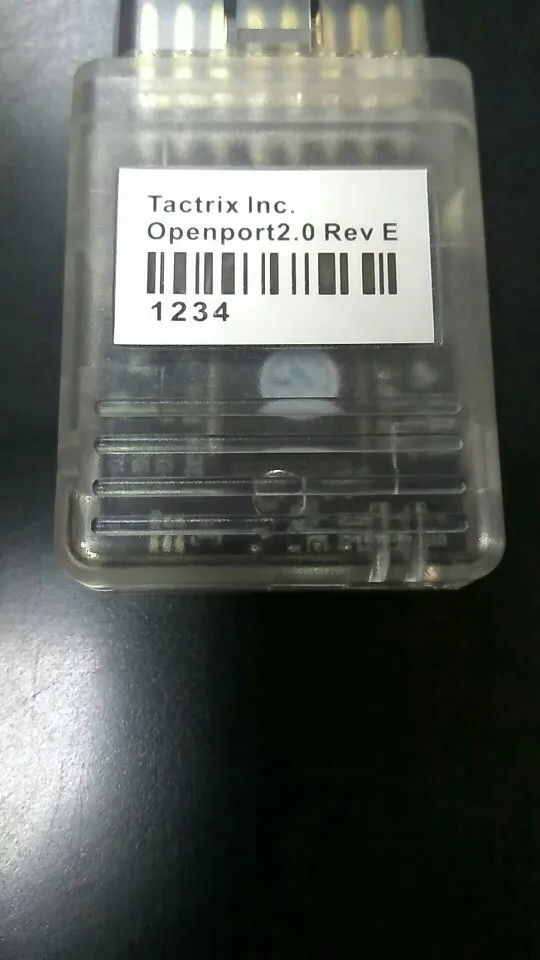 Tactrix Inc.
Openport2.0 Rev E
1234